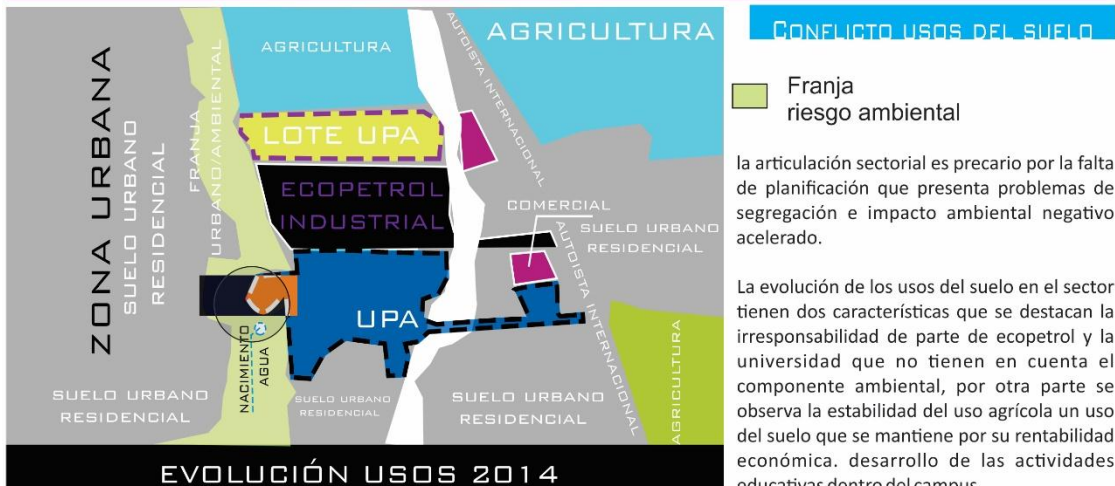 ZONA URBANA
SUELO URBANO
RESIDENCIAL
FRANJA
URBANO/AMBIENTAL
AGRICULTURA
AGRICULTURA
AUTOISTA INTERNACIONAL
LOTE UPA
ECOPETROL
INDUSTRIAL
COMERCIAL
SUELO URBANO
RESIDENCIAL
AUTOISTA INTERNACIONAL
UPA
NACIMIENTO
AGUA
SUELO URBANO
RESIDENCIAL
SUELO URBANO
RESIDENCIAL
SUELO URBANO
RESIDENCIAL
AGRICULTURA
EVOLUCIÓN USOS 2014
CONFLICTO USOS DEL SUELO
Franja
riesgo ambiental
la articulación sectorial es precario por la falta
de planificación que presenta problemas de
segregación e impacto ambiental negativo
acelerado.
La evolución de los usos del suelo en el sector
tienen dos características que se destacan la
irresponsabilidad de parte de ecopetrol y la
universidad que no tienen en cuenta el
componente ambiental, por otra parte se
observa la estabilidad del uso agrícola un uso
del suelo que se mantiene por su rentabilidad
económica. desarrollo de las actividades
educativas dentro del campus